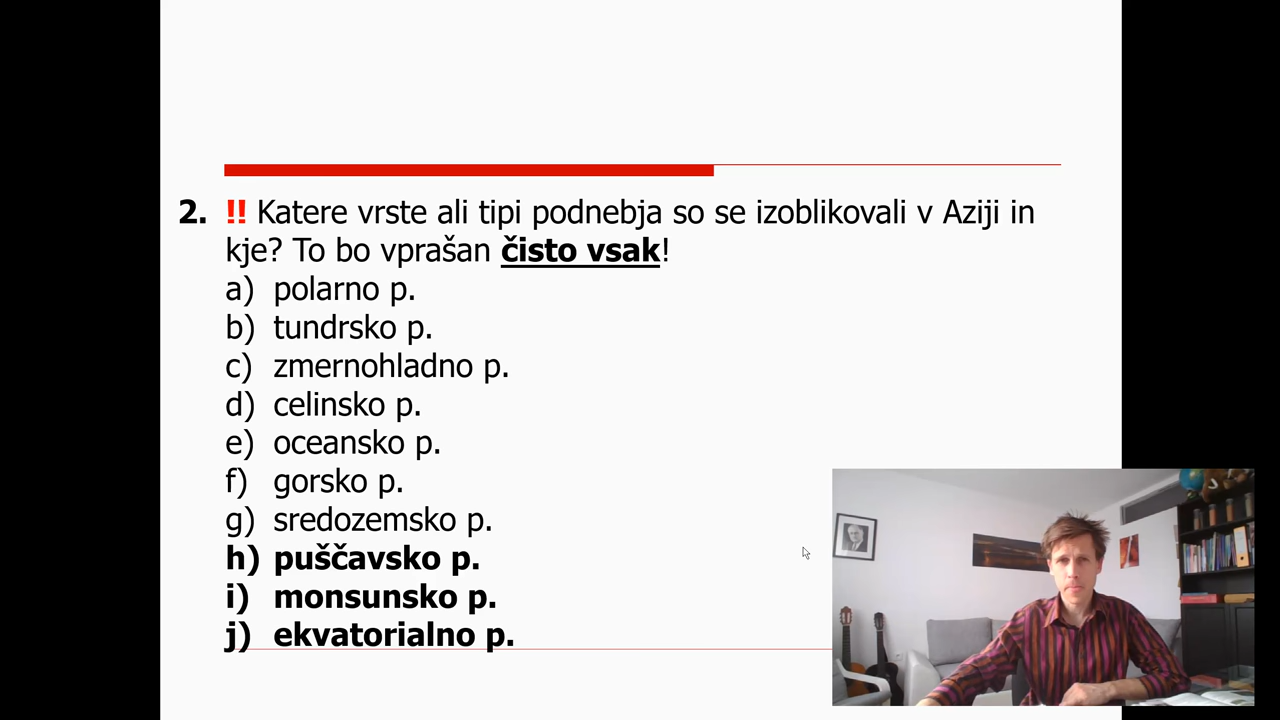 2. !! Katere vrste ali tipi podnebja so se izoblikovali v Aziji in
kje? To bo vprašan čisto vsak!
a) polarno p.
b) tundrsko p.
c) zmernohladno p.
d) celinsko p.
e) oceansko p.
f) gorsko p.
g) sredozemsko p.
h) puščavsko p.
i) monsunsko p.
j) ekvatorialno p.